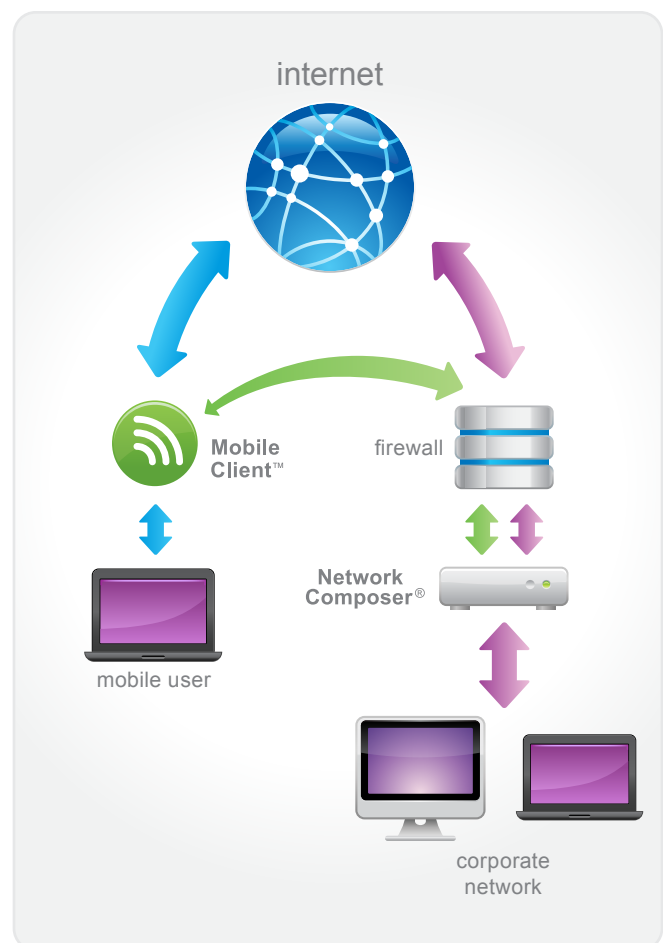 internet
Mobile
Client™
firewall
Network
Composer®
mobile user
corporate
network